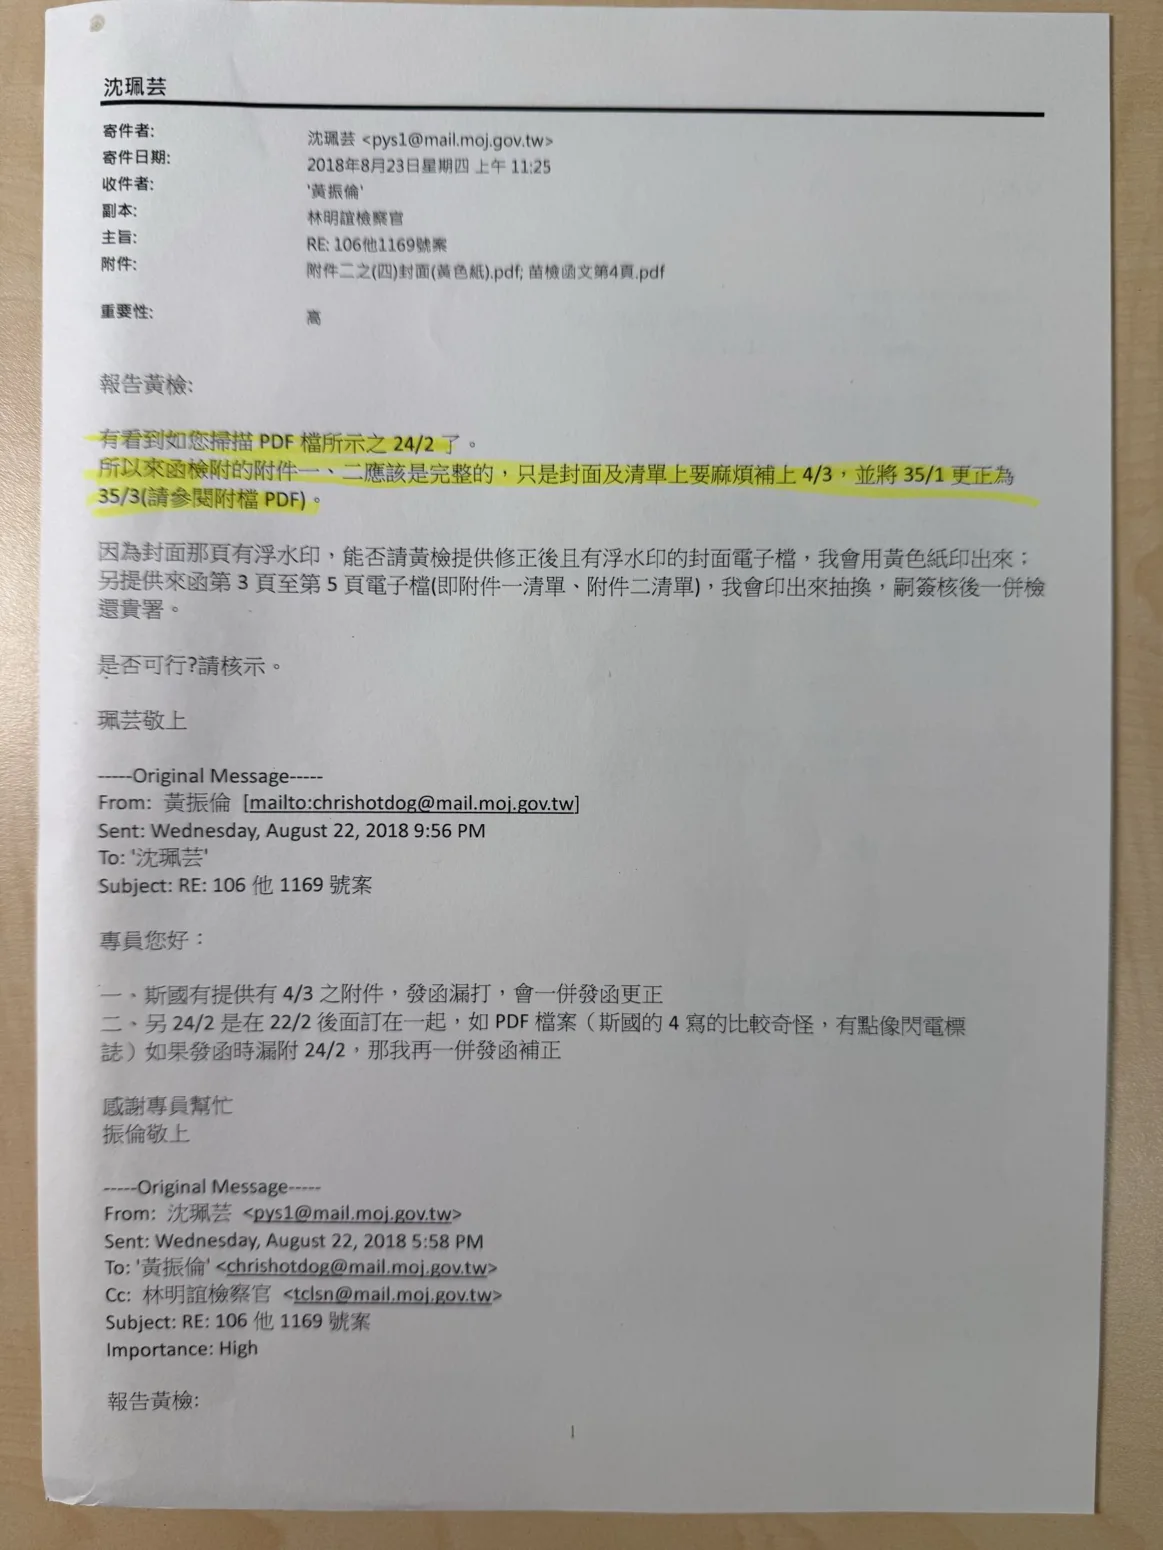 沈珮芸
寄件者: 沈珮芸 <pys1@mail.moj.gov.tw>
寄件日期: 2018年8月23日星期四 上午 11:25
收件者: '黃振倫'
副本: 林明誼檢察官
主旨: RE: 106他1169號案
附件: 附件二之(四)封面(黃色紙).pdf; 苗檢函文第4頁.pdf
重要性: 高
報告黃檢:
有看到如您掃描 PDF 檔所示之 24/2 了。
所以來函檢附的附件一、二應該是完整的，只是封面及清單上要麻煩補上 4/3，並將 35/1 更正為
35/3(請參閱附檔 PDF)。
因為封面那頁有浮水印，能否請黃檢提供修正後且有浮水印的封面電子檔，我會用黃色紙印出來；
另提供來函第 3 頁至第 5 頁電子檔(即附件一清單、附件二清單)，我會印出來抽換，嗣簽核後一併檢
還貴署。
是否可行?請核示。
珮芸敬上
-----Original Message-----
From: 黃振倫 [mailto:chrishotdog@mail.moj.gov.tw]
Sent: Wednesday, August 22, 2018 9:56 PM
To: '沈珮芸'
Subject: RE: 106 他 1169 號案
專員您好：
一、斯國有提供有 4/3 之附件，發函漏打，會一併發函更正
二、另 24/2 是在 22/2 後面訂在一起，如 PDF 檔案（斯國的 4 寫的比較奇怪，有點像閃電標
誌）如果發函時漏附 24/2，那我再一併發函補正
感謝專員幫忙
振倫敬上
-----Original Message-----
From: 沈珮芸 <pys1@mail.moj.gov.tw>
Sent: Wednesday, August 22, 2018 5:58 PM
To: '黃振倫' <chrishotdog@mail.moj.gov.tw>
Cc: 林明誼檢察官 <tclsn@mail.moj.gov.tw>
Subject: RE: 106 他 1169 號案
Importance: High
報告黃檢:
1